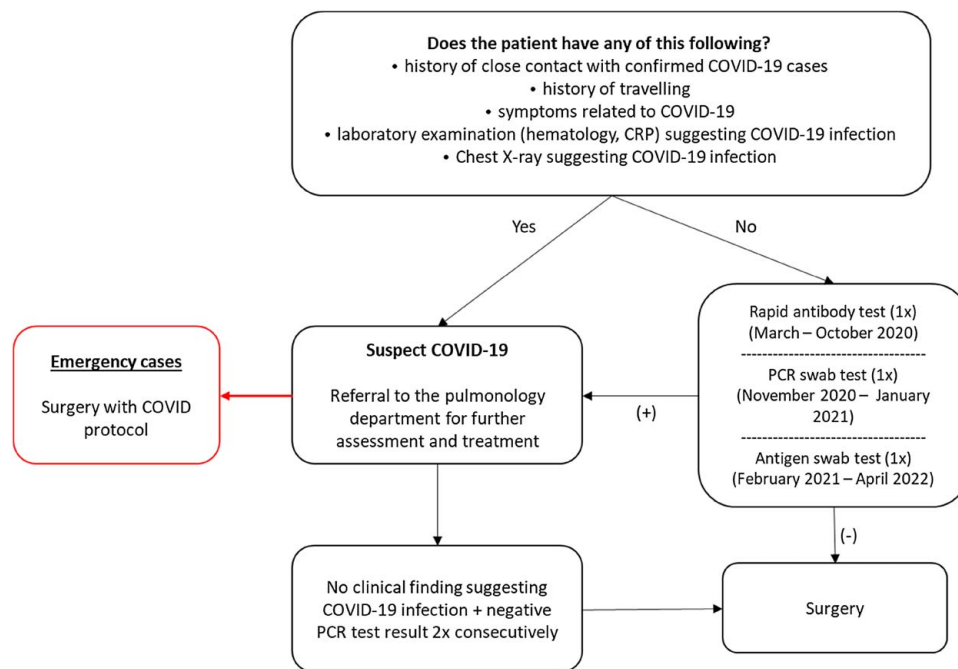 Does the patient have any of this following?
• history of close contact with confirmed COVID-19 cases
• history of travelling
• symptoms related to COVID-19
• laboratory examination (hematology, CRP) suggesting COVID-19 infection
• Chest X-ray suggesting COVID-19 infection
Yes
No
Emergency cases
Surgery with COVID
protocol
Suspect COVID-19
Referral to the pulmonology
department for further
assessment and treatment
(+)
Rapid antibody test (1x)
(March – October 2020)
-----------------------------------
PCR swab test (1x)
(November 2020 – January
2021)
-----------------------------------
Antigen swab test (1x)
(February 2021 – April 2022)
(-)
No clinical finding suggesting
COVID-19 infection + negative
PCR test result 2x consecutively
Surgery